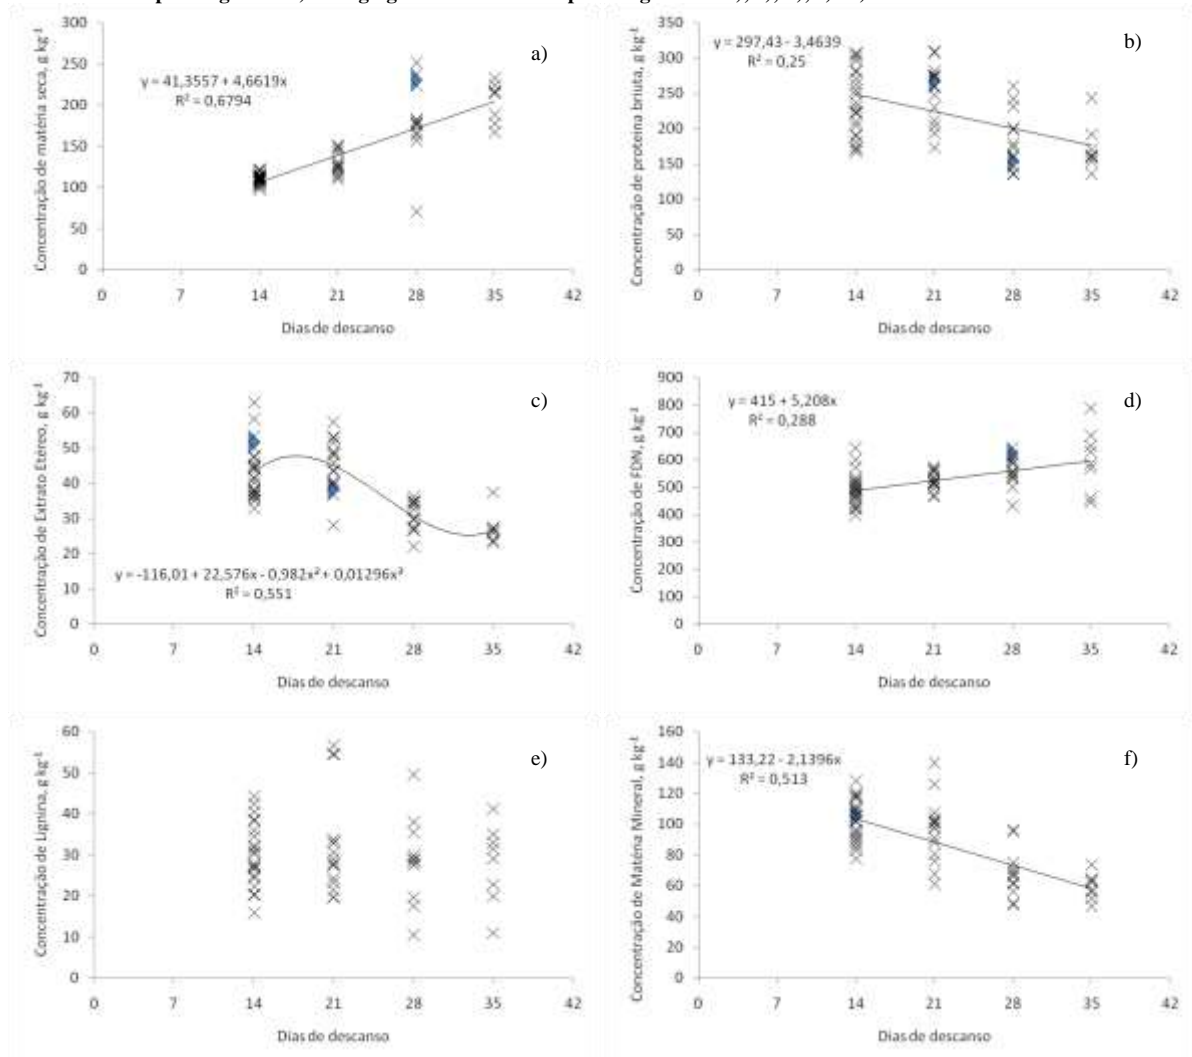 300
250
200
150
100
50
0
Concentração de matéria seca, g kg⁻¹
y = 41,3557 + 4,6619x
R² = 0,6794
a)
0 7 14 21 28 35 42
Dias de descanso
350
300
250
200
150
100
50
0
Concentração de proteína briuta, g kg⁻¹
y = 297,43 - 3,4639
R² = 0,25
b)
0 7 14 21 28 35 42
Dias de descanso
70
60
50
40
30
20
10
0
Concentração de Extrato Etéreo, g kg⁻¹
c)
y = -116,01 + 22,576x - 0,982x² + 0,01296x³
R² = 0,551
0 7 14 21 28 35 42
Dias de descanso
900
800
700
600
500
400
300
200
100
0
Concentração de FDN, g kg⁻¹
y = 415 + 5,208x
R² = 0,288
d)
0 7 14 21 28 35 42
Dias de descanso
60
50
40
30
20
10
0
Concentração de Lignina, g kg⁻¹
e)
0 7 14 21 28 35 42
Dias de descanso
160
140
120
100
80
60
40
20
0
Concentração de Matéria Mineral, g kg⁻¹
y = 133,22 - 2,1396x
R² = 0,513
f)
0 7 14 21 28 35 42
Dias de descanso